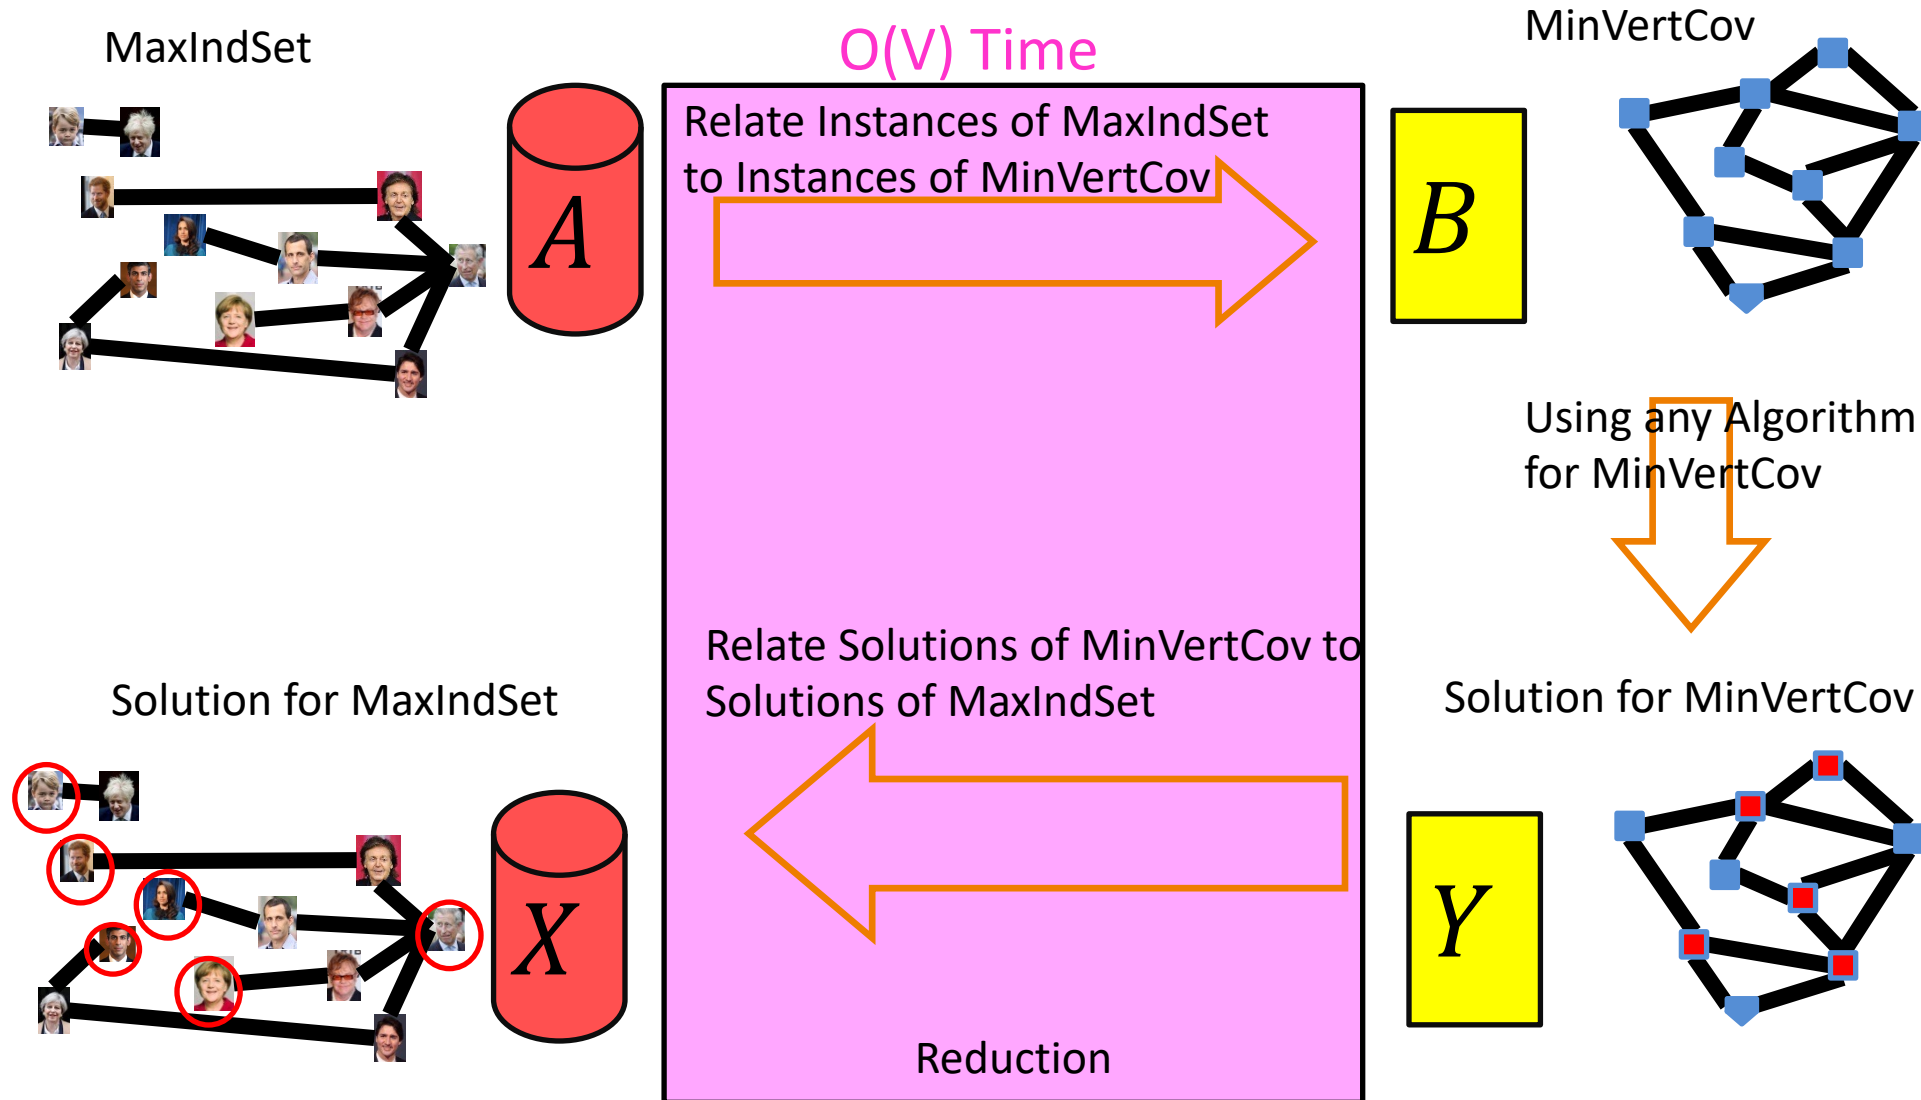 MaxIndSet
O(V) Time
MinVertCov
A
Relate Instances of MaxIndSet
to Instances of MinVertCov
B
Using any Algorithm
for MinVertCov
Relate Solutions of MinVertCov to
Solutions of MaxIndSet
Solution for MaxIndSet
Solution for MinVertCov
X
Y
Reduction